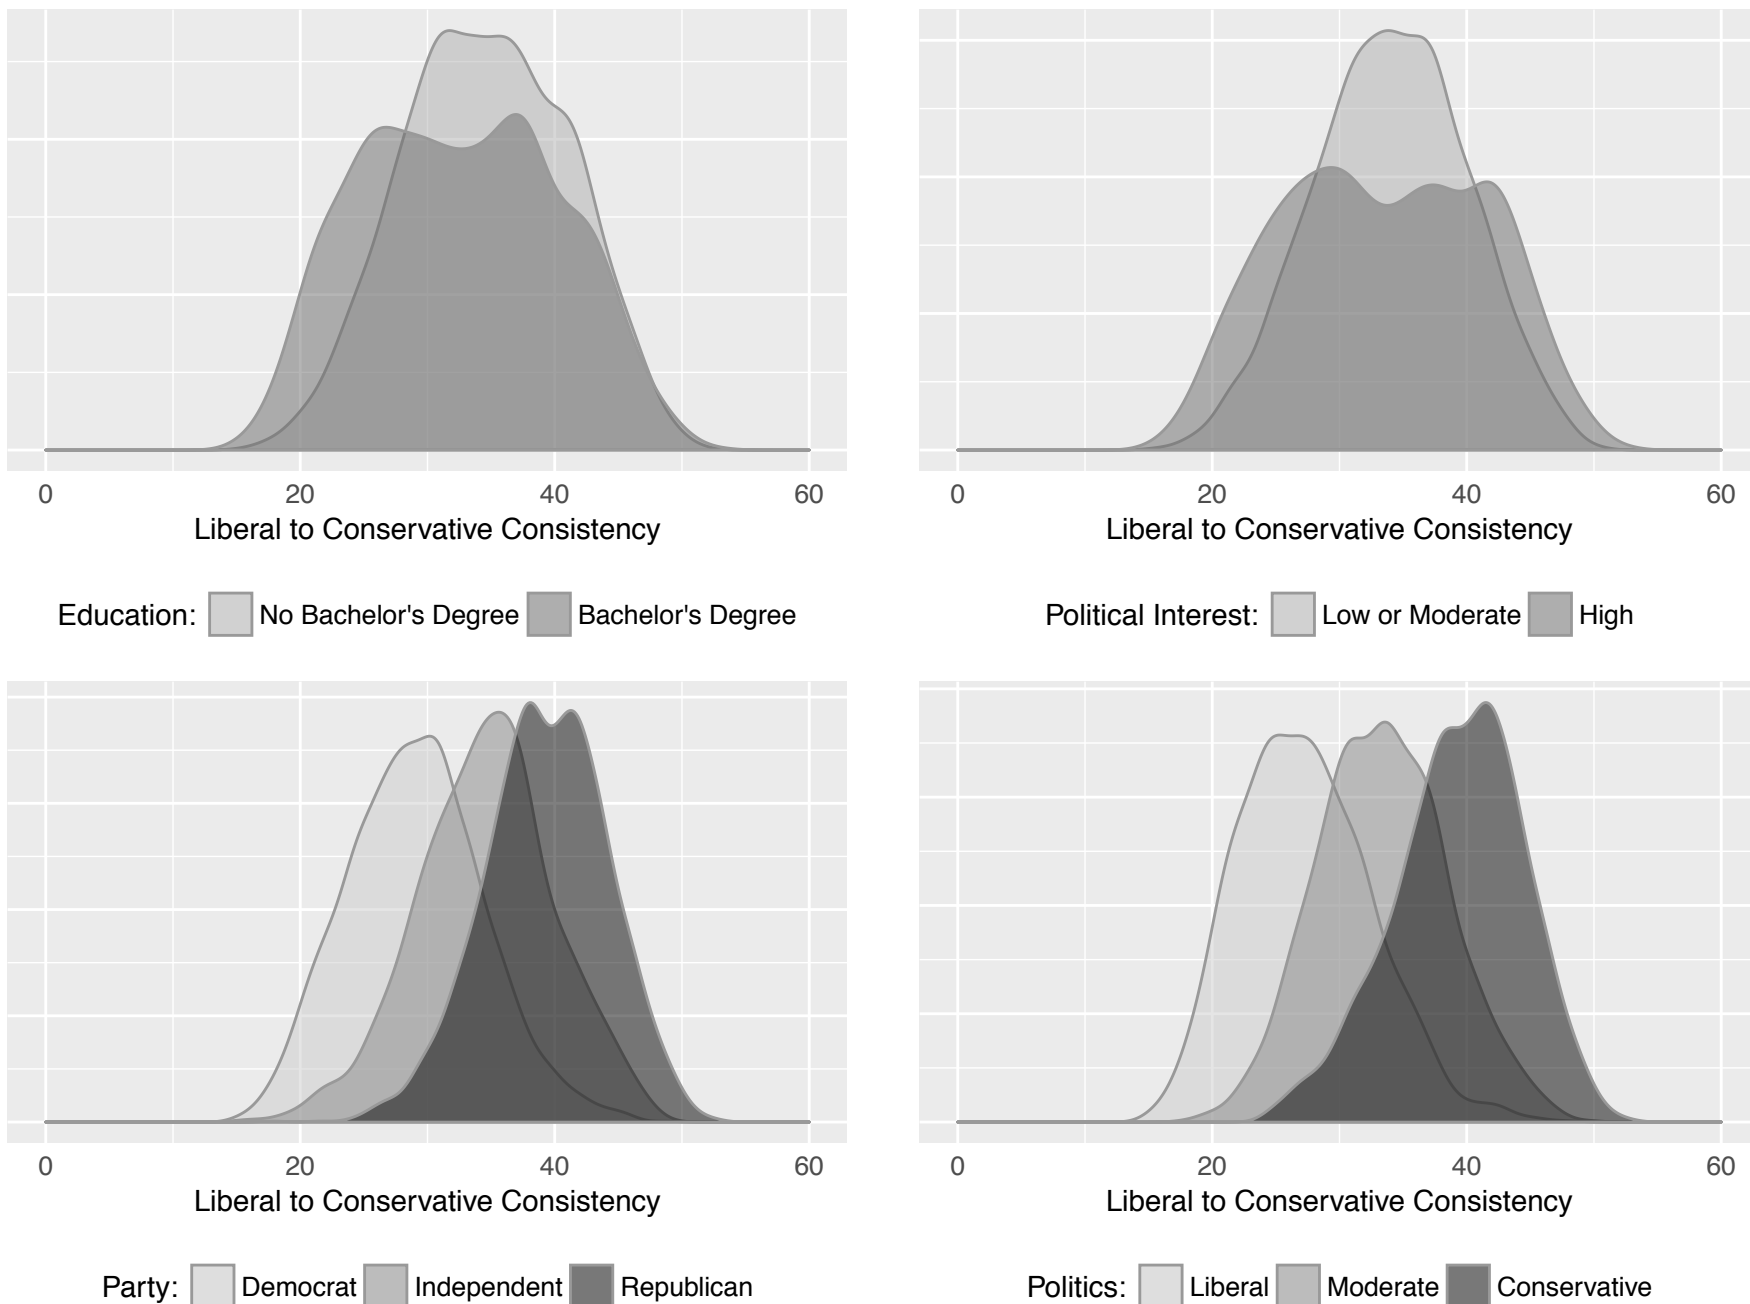 0 20 40 60
Liberal to Conservative Consistency
Education: No Bachelor's Degree Bachelor's Degree
0 20 40 60
Liberal to Conservative Consistency
Political Interest: Low or Moderate High
0 20 40 60
Liberal to Conservative Consistency
Party: Democrat Independent Republican
0 20 40 60
Liberal to Conservative Consistency
Politics: Liberal Moderate Conservative